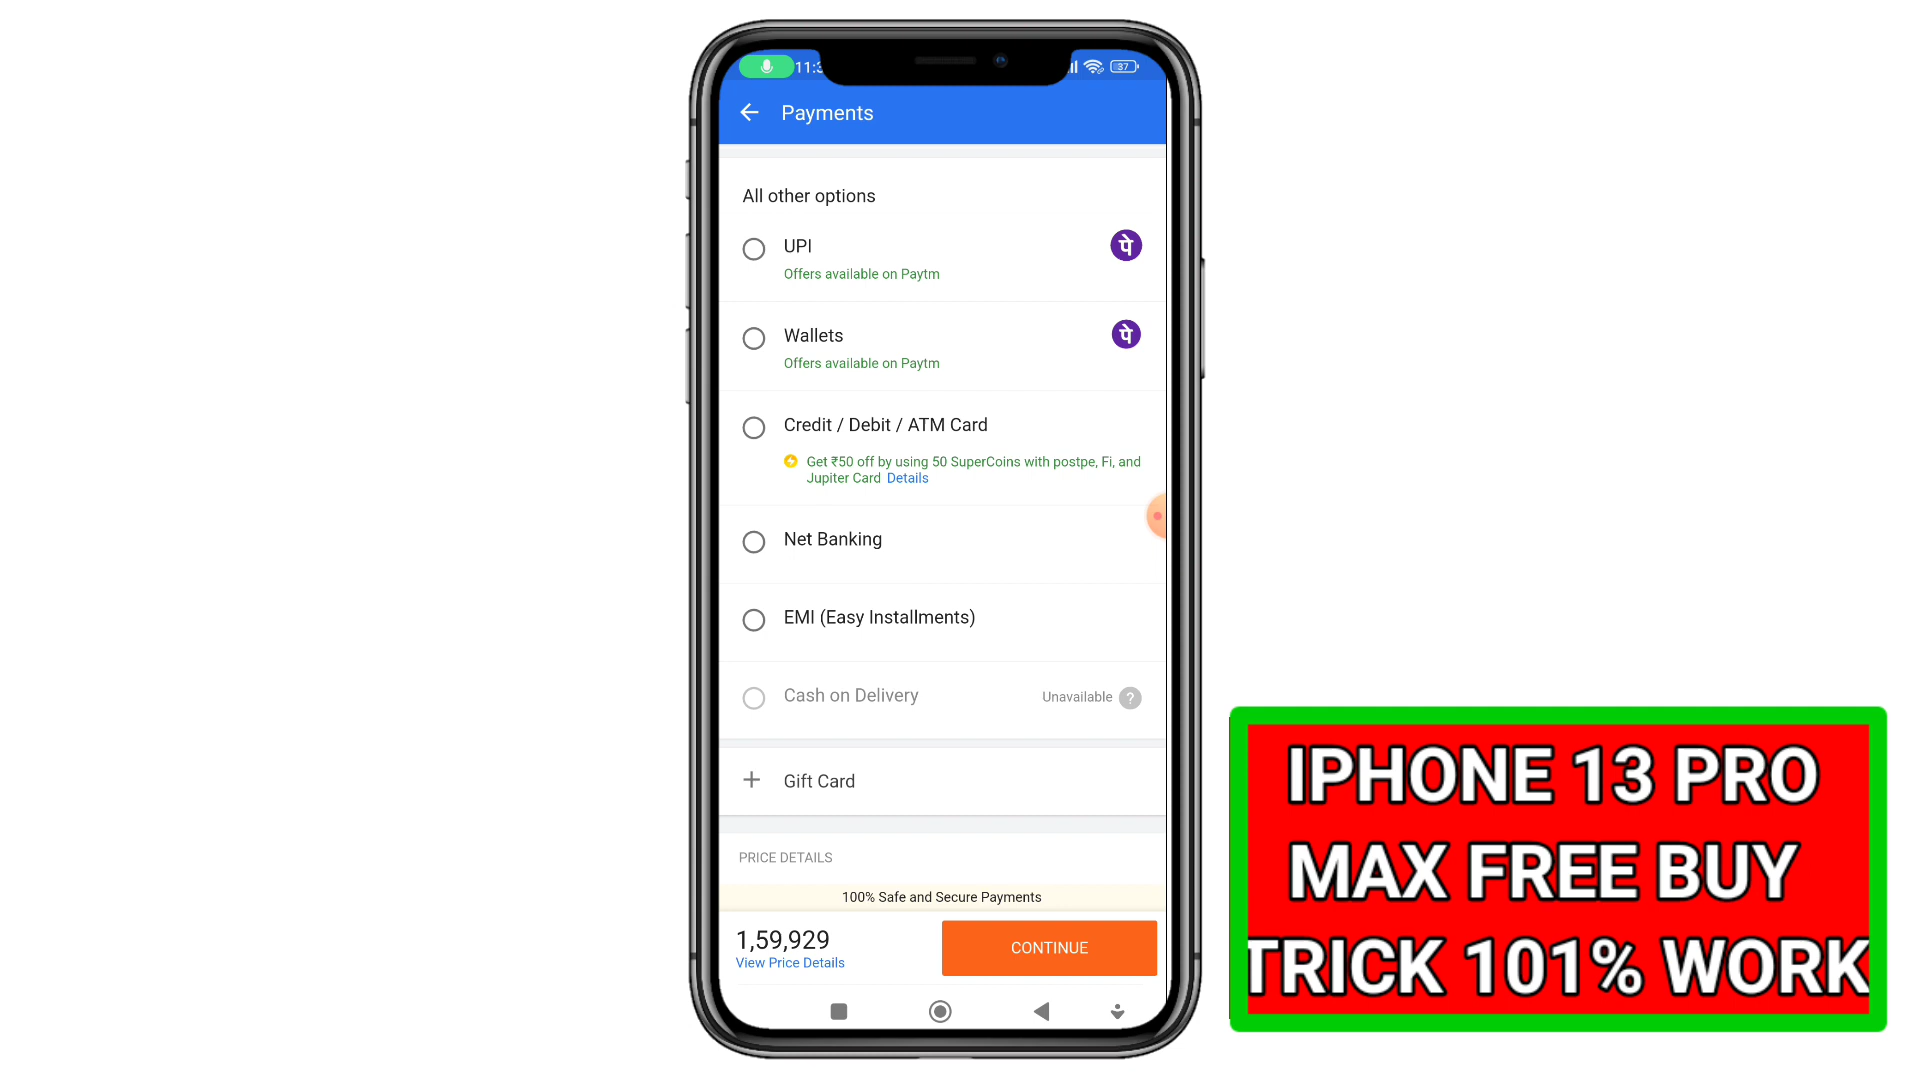 11:3
37
Payments
All other options
UPI
पे
Offers available on Paytm
Wallets
पे
Offers available on Paytm
Credit / Debit / ATM Card
Get ₹50 off by using 50 SuperCoins with postpe, Fi, and
Jupiter Card Details
Net Banking
EMI (Easy Installments)
Cash on Delivery
Unavailable ?
+ Gift Card
PRICE DETAILS
100% Safe and Secure Payments
1,59,929
View Price Details
CONTINUE
IPHONE 13 PRO
MAX FREE BUY
TRICK 101% WORK